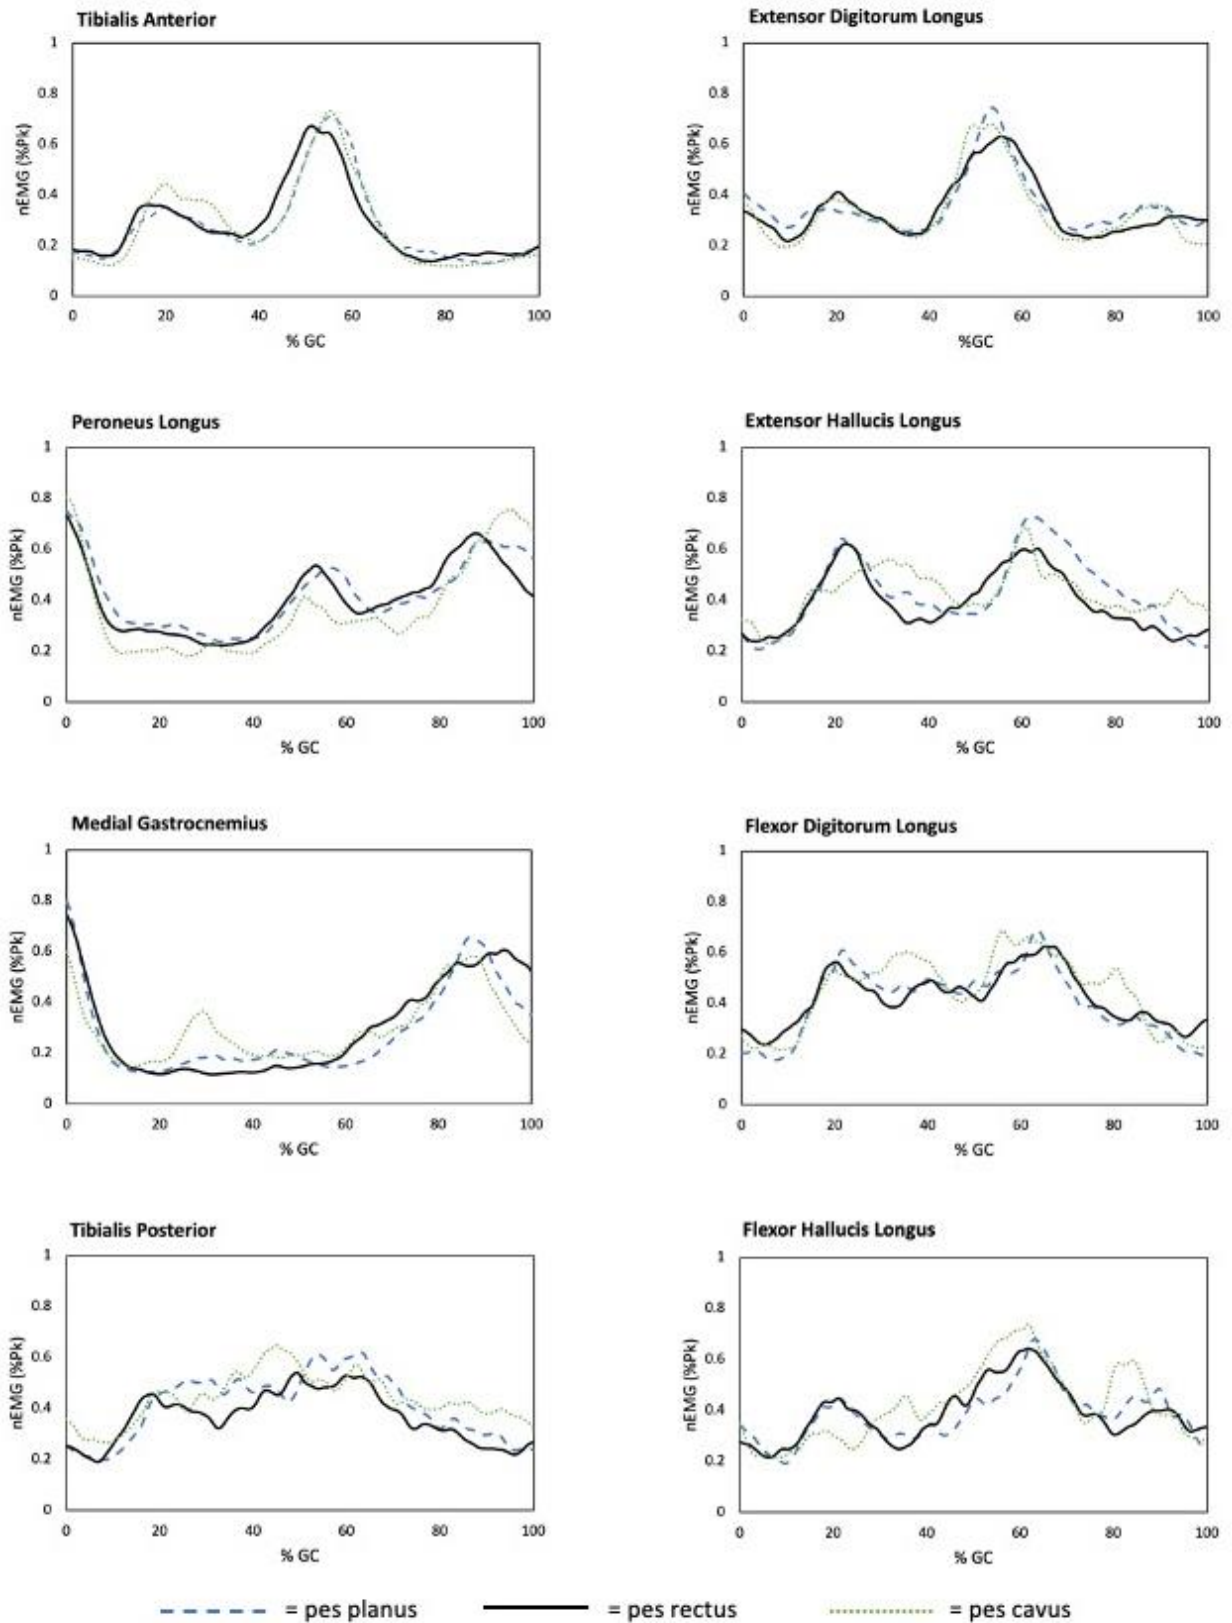 Tibialis Anterior
1
0.8
0.6
0.4
0.2
0
nEMG (%Pk)
0 20 40 60 80 100
% GC
Extensor Digitorum Longus
1
0.8
0.6
0.4
0.2
0
nEMG (%Pk)
0 20 40 60 80 100
%GC
Peroneus Longus
1
0.8
0.6
0.4
0.2
0
nEMG (%Pk)
0 20 40 60 80 100
% GC
Extensor Hallucis Longus
1
0.8
0.6
0.4
0.2
0
nEMG (%Pk)
0 20 40 60 80 100
% GC
Medial Gastrocnemius
1
0.8
0.6
0.4
0.2
0
nEMG (%Pk)
0 20 40 60 80 100
% GC
Flexor Digitorum Longus
1
0.8
0.6
0.4
0.2
0
nEMG (%Pk)
0 20 40 60 80 100
% GC
Tibialis Posterior
1
0.8
0.6
0.4
0.2
0
nEMG (%Pk)
0 20 40 60 80 100
% GC
Flexor Hallucis Longus
1
0.8
0.6
0.4
0.2
0
nEMG (%Pk)
0 20 40 60 80 100
% GC
= pes planus = pes rectus = pes cavus